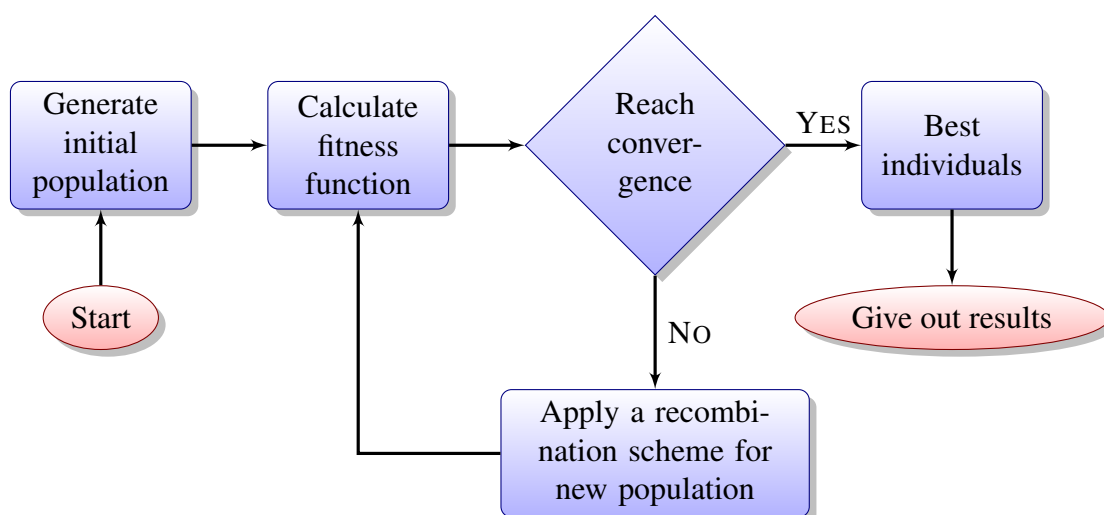 Generate
initial
population
Calculate
fitness
function
Reach
conver-
gence
YES
Best
individuals
Start
NO
Give out results
Apply a recombi-
nation scheme for
new population